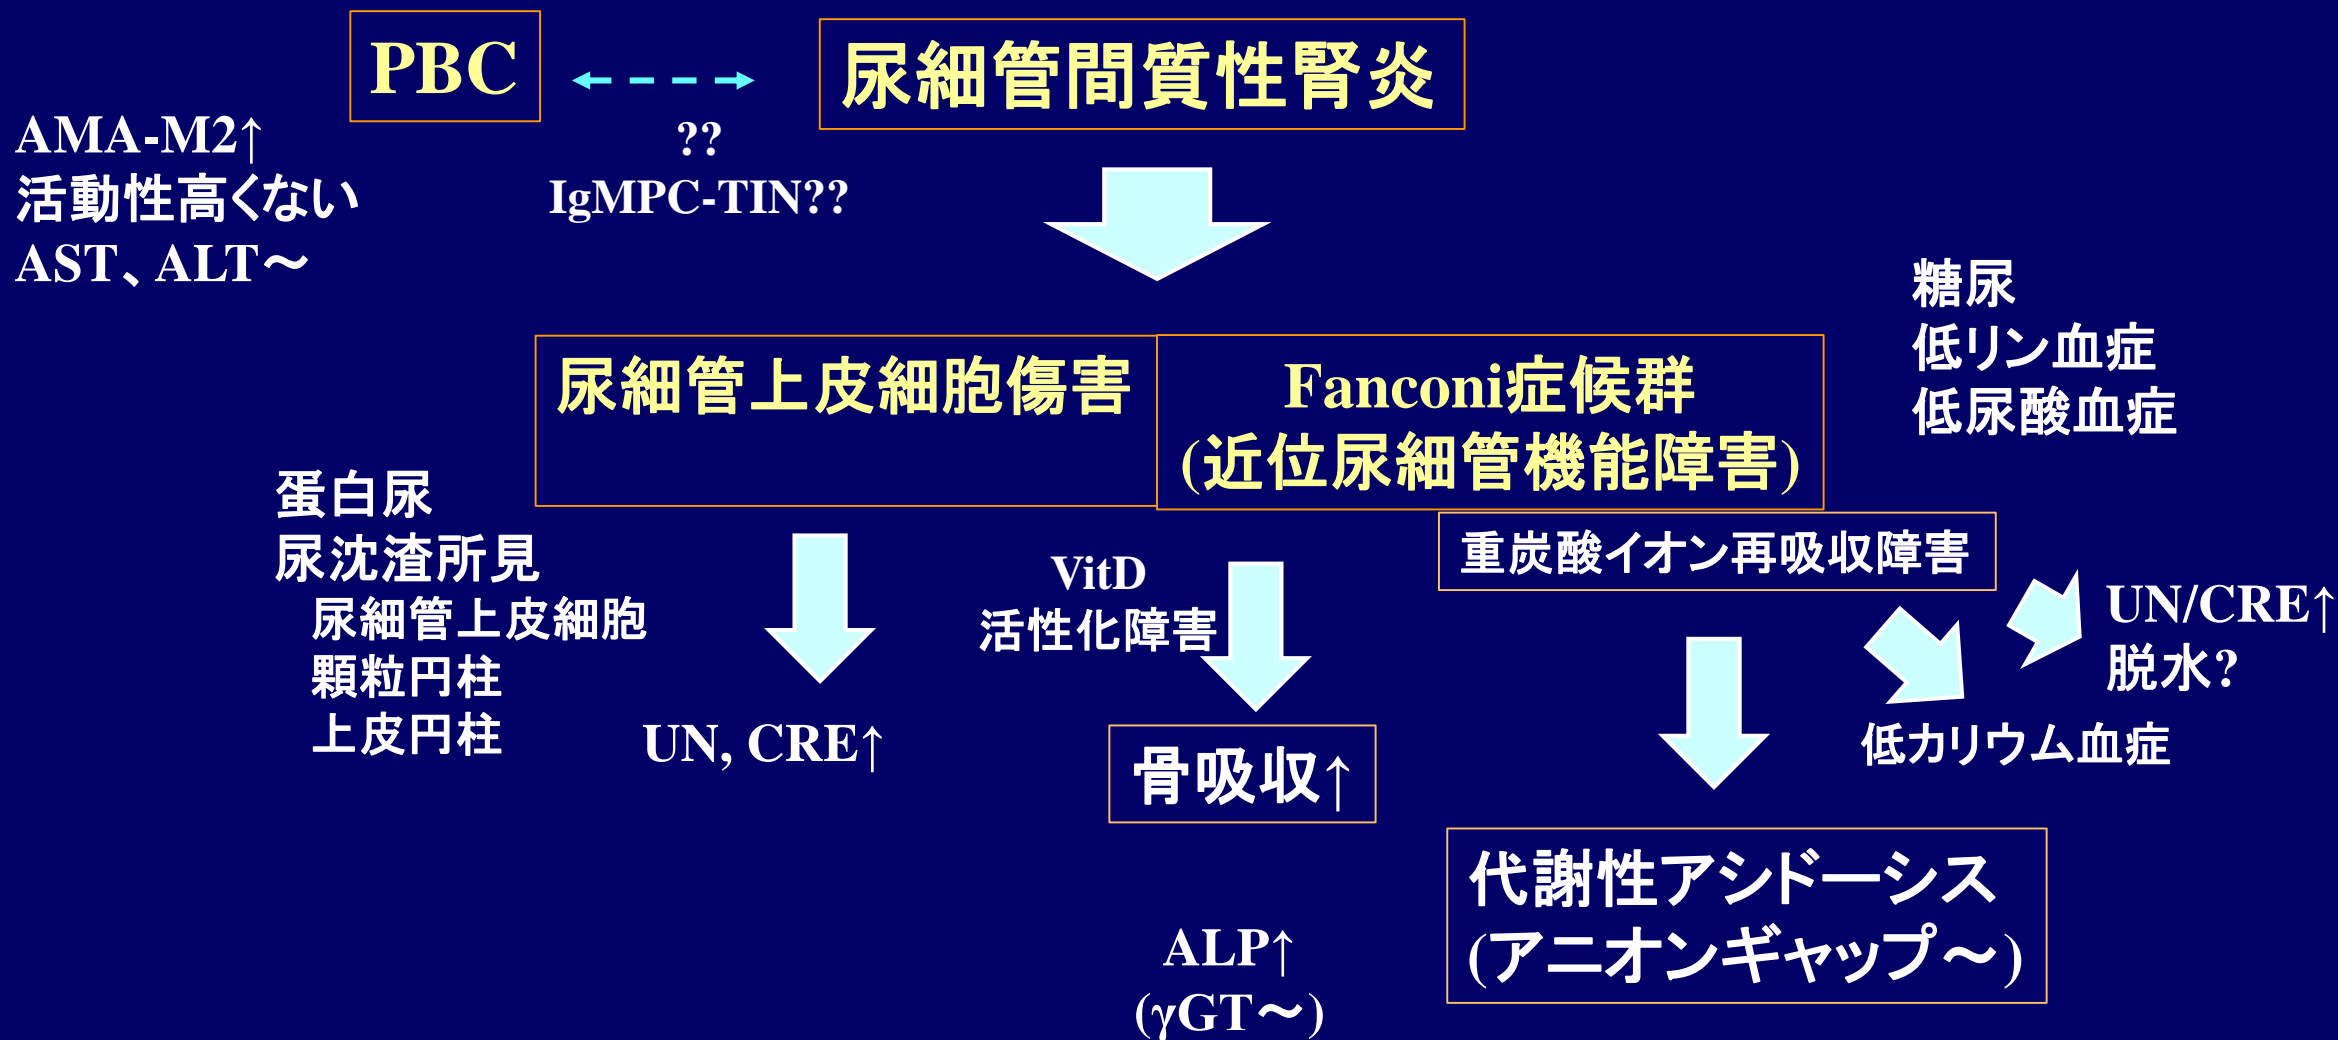 PBC
尿細管間質性腎炎
AMA-M2↑
活動性高くない
AST、ALT～
??
IgMPC-TIN??
糖尿
低リン血症
低尿酸血症
尿細管上皮細胞傷害
Fanconi症候群
(近位尿細管機能障害)
蛋白尿
尿沈渣所見
尿細管上皮細胞
顆粒円柱
上皮円柱
UN, CRE↑
VitD
活性化障害
重炭酸イオン再吸収障害
UN/CRE↑
脱水?
低カリウム血症
骨吸収↑
代謝性アシドーシス
(アニオンギャップ～)
ALP↑
(γGT～)